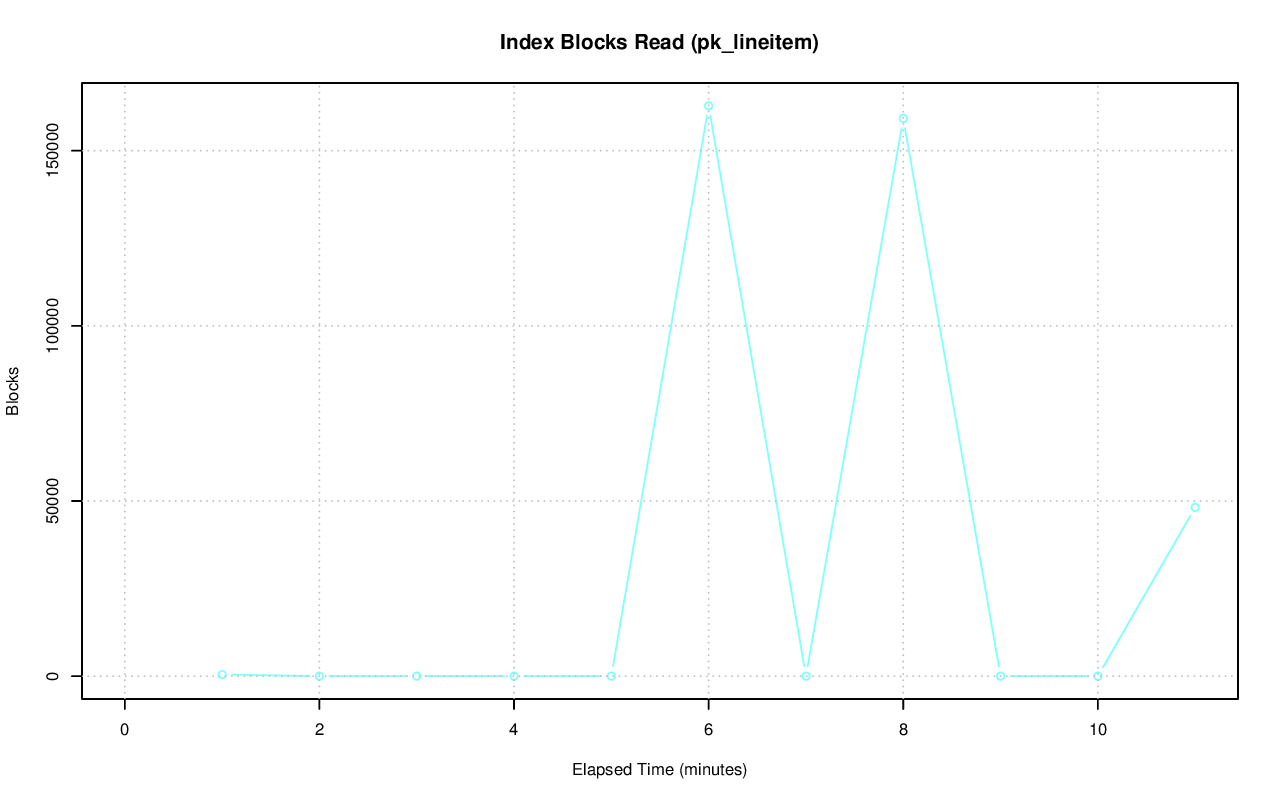 Index Blocks Read (pk_lineitem)
150000
100000
50000
0
Blocks
0 2 4 6 8 10
Elapsed Time (minutes)